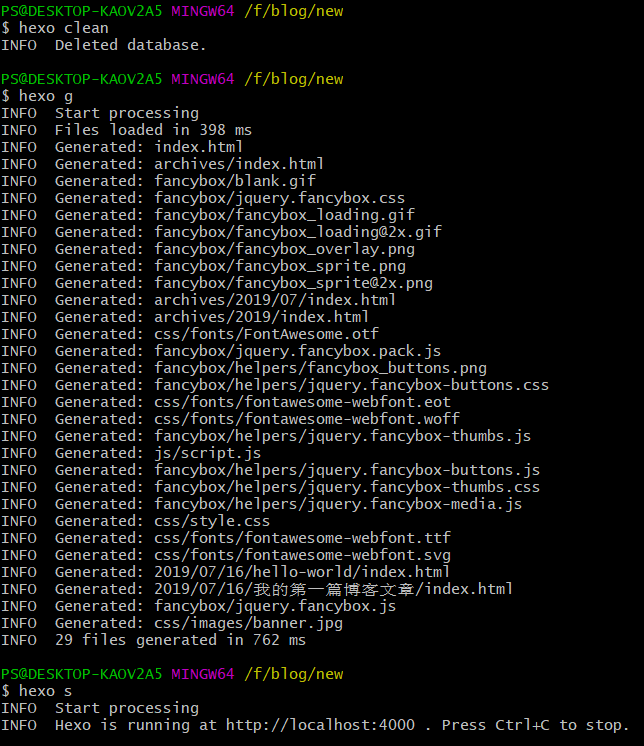 PS@DESKTOP-KAOV2A5 MINGW64 /f/blog/new
$ hexo clean
INFO  Deleted database.
PS@DESKTOP-KAOV2A5 MINGW64 /f/blog/new
$ hexo g
INFO  Start processing
INFO  Files loaded in 398 ms
INFO  Generated: index.html
INFO  Generated: archives/index.html
INFO  Generated: fancybox/blank.gif
INFO  Generated: fancybox/jquery.fancybox.css
INFO  Generated: fancybox/fancybox_loading.gif
INFO  Generated: fancybox/fancybox_loading@2x.gif
INFO  Generated: fancybox/fancybox_overlay.png
INFO  Generated: fancybox/fancybox_sprite.png
INFO  Generated: fancybox/fancybox_sprite@2x.png
INFO  Generated: archives/2019/07/index.html
INFO  Generated: archives/2019/index.html
INFO  Generated: css/fonts/FontAwesome.otf
INFO  Generated: fancybox/jquery.fancybox.pack.js
INFO  Generated: fancybox/helpers/fancybox_buttons.png
INFO  Generated: fancybox/helpers/jquery.fancybox-buttons.css
INFO  Generated: css/fonts/fontawesome-webfont.eot
INFO  Generated: css/fonts/fontawesome-webfont.woff
INFO  Generated: fancybox/helpers/jquery.fancybox-thumbs.js
INFO  Generated: js/script.js
INFO  Generated: fancybox/helpers/jquery.fancybox-buttons.js
INFO  Generated: fancybox/helpers/jquery.fancybox-thumbs.css
INFO  Generated: fancybox/helpers/jquery.fancybox-media.js
INFO  Generated: css/style.css
INFO  Generated: css/fonts/fontawesome-webfont.ttf
INFO  Generated: css/fonts/fontawesome-webfont.svg
INFO  Generated: 2019/07/16/hello-world/index.html
INFO  Generated: 2019/07/16/我的第一篇博客文章/index.html
INFO  Generated: fancybox/jquery.fancybox.js
INFO  Generated: css/images/banner.jpg
INFO  29 files generated in 762 ms
PS@DESKTOP-KAOV2A5 MINGW64 /f/blog/new
$ hexo s
INFO  Start processing
INFO  Hexo is running at http://localhost:4000 . Press Ctrl+C to stop.